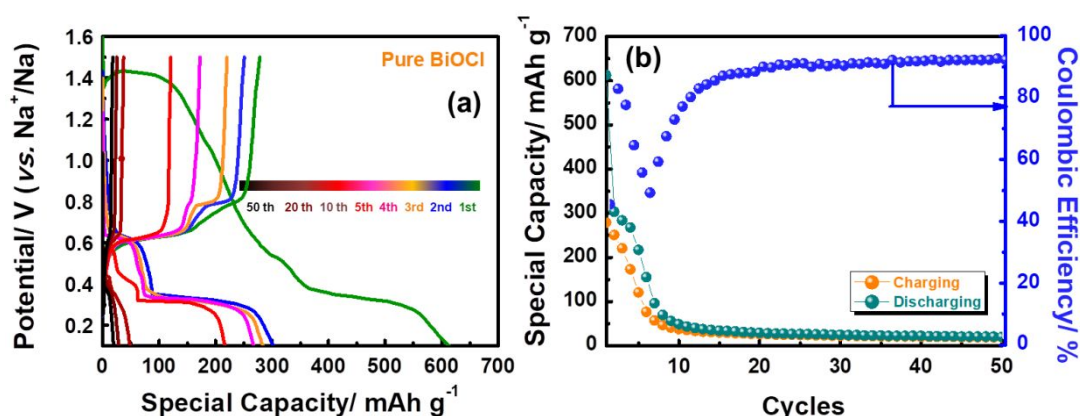 Potential/ V (vs. Na⁺/Na)
1.6
1.4
1.2
1.0
0.8
0.6
0.4
0.2
Pure BiOCl
(a)
50 th 20 th 10 th 5th 4th 3rd 2nd 1st
0 100 200 300 400 500 600 700
Special Capacity/ mAh g⁻¹
Special Capacity/ mAh g⁻¹
700
600
500
400
300
200
100
0
(b)
Charging
Discharging
10 20 30 40 50
Cycles
100
80
60
40
20
0
Coulombic Efficiency/ %